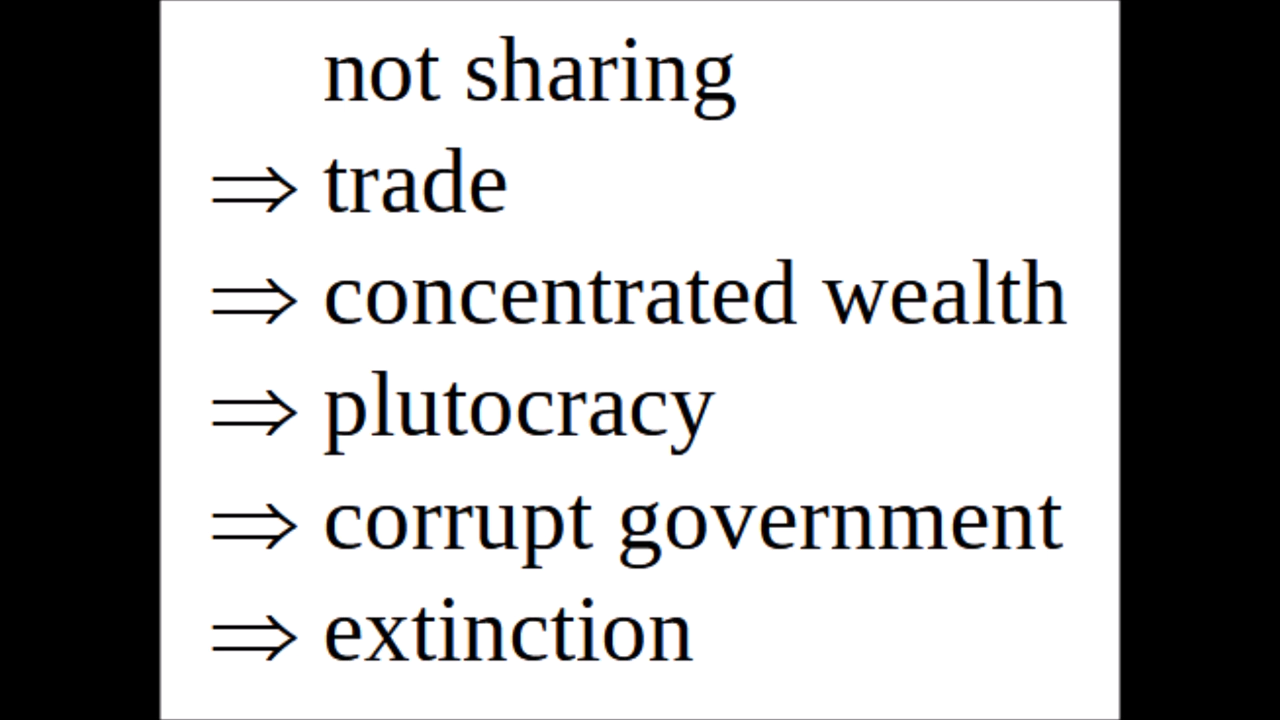 not sharing
⇒ trade
⇒ concentrated wealth
⇒ plutocracy
⇒ corrupt government
⇒ extinction